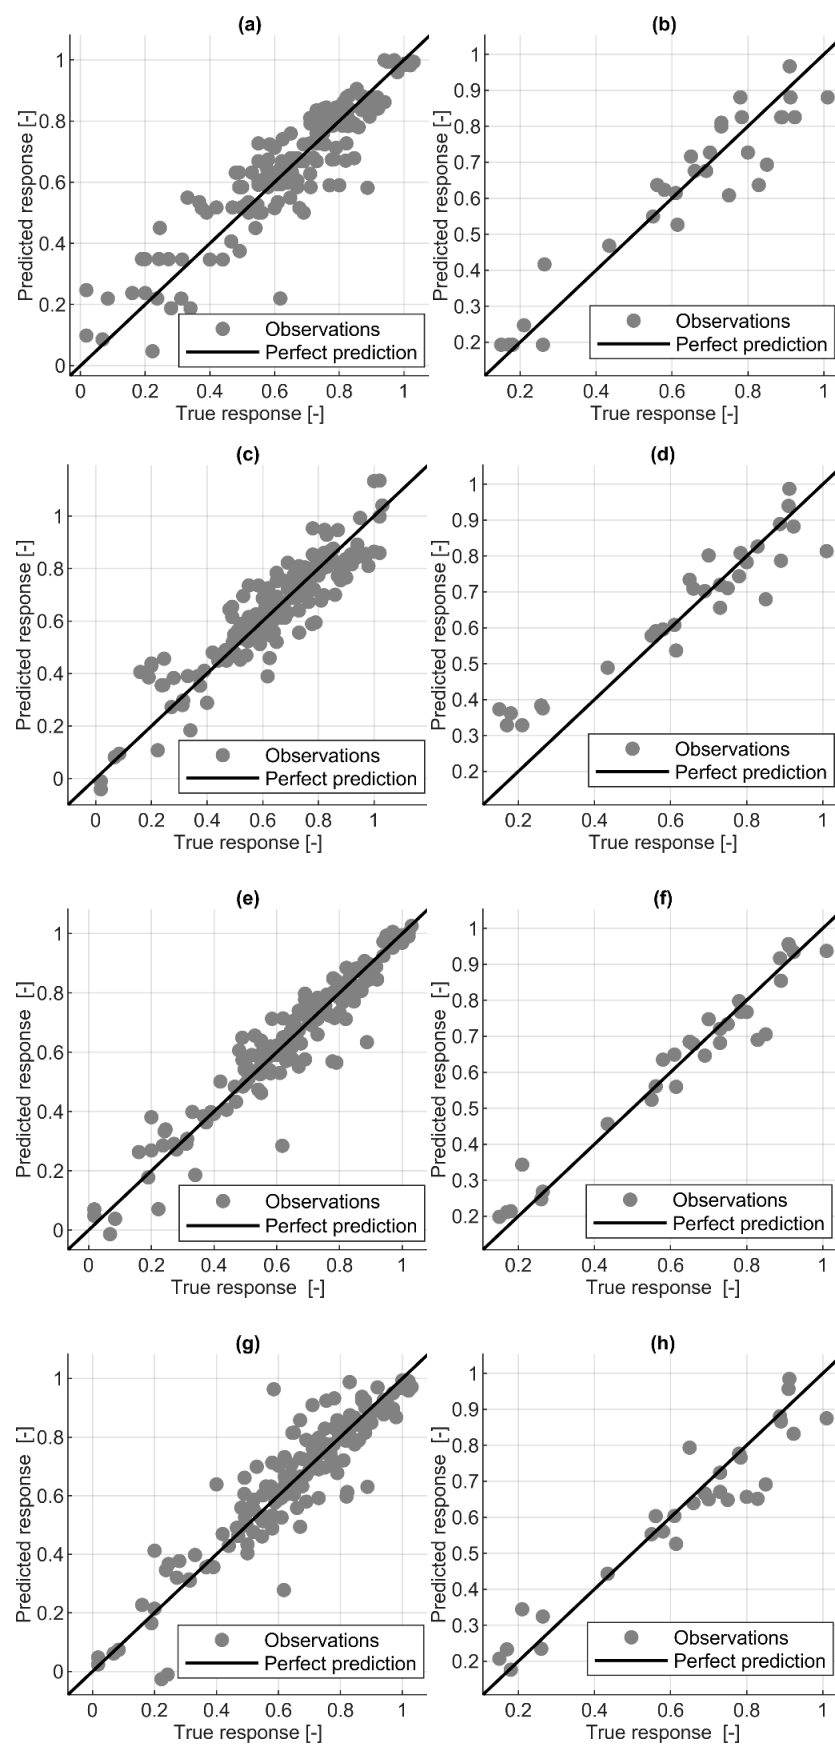 (a)
Predicted response [-]
1
0.8
0.6
0.4
0.2
0
Observations
Perfect prediction
0 0.2 0.4 0.6 0.8 1
True response [-]
(b)
Predicted response [-]
1
0.9
0.8
0.7
0.6
0.5
0.4
0.3
0.2
Observations
Perfect prediction
0.2 0.4 0.6 0.8 1
True response [-]
(c)
Predicted response [-]
1
0.8
0.6
0.4
0.2
0
Observations
Perfect prediction
0 0.2 0.4 0.6 0.8 1
True response [-]
(d)
Predicted response [-]
1
0.9
0.8
0.7
0.6
0.5
0.4
0.3
0.2
Observations
Perfect prediction
0.2 0.4 0.6 0.8 1
True response [-]
(e)
Predicted response [-]
1
0.8
0.6
0.4
0.2
0
Observations
Perfect prediction
0 0.2 0.4 0.6 0.8 1
True response [-]
(f)
Predicted response [-]
1
0.9
0.8
0.7
0.6
0.5
0.4
0.3
0.2
Observations
Perfect prediction
0.2 0.4 0.6 0.8 1
True response [-]
(g)
Predicted response [-]
1
0.8
0.6
0.4
0.2
0
Observations
Perfect prediction
0 0.2 0.4 0.6 0.8 1
True response [-]
(h)
Predicted response [-]
1
0.9
0.8
0.7
0.6
0.5
0.4
0.3
0.2
Observations
Perfect prediction
0.2 0.4 0.6 0.8 1
True response [-]